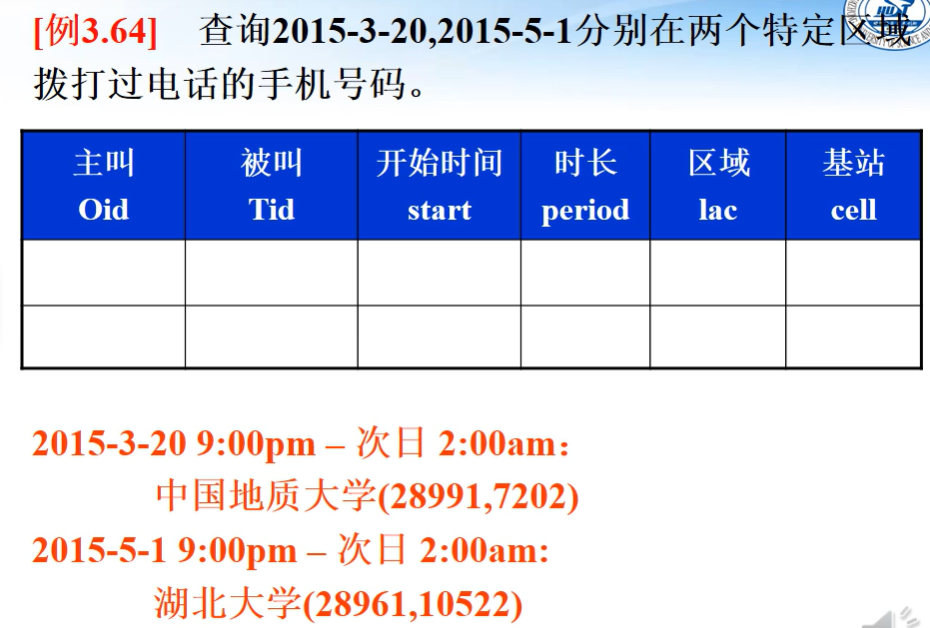 [例3.64] 查询2015-3-20,2015-5-1分别在两个特定区域
拨打过电话的手机号码。
主叫 被叫 开始时间 时长 区域 基站
Oid Tid start period lac cell
2015-3-20 9:00pm – 次日 2:00am：
中国地质大学(28991,7202)
2015-5-1 9:00pm – 次日 2:00am:
湖北大学(28961,10522)